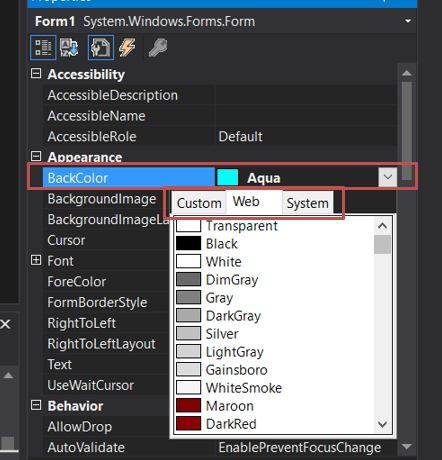 Form1 System.Windows.Forms.Form
Accessibility
AccessibleDescription
AccessibleName
AccessibleRole Default
Appearance
BackColor Aqua
BackgroundImage
Custom Web System
Cursor
Font
ForeColor
FormBorderStyle
RightToLeft
RightToLeftLayout
Text
UseWaitCursor
Transparent
Black
White
DimGray
Gray
DarkGray
Silver
LightGray
Gainsboro
WhiteSmoke
Maroon
DarkRed
Behavior
AllowDrop
AutoValidate EnablePreventFocusChange